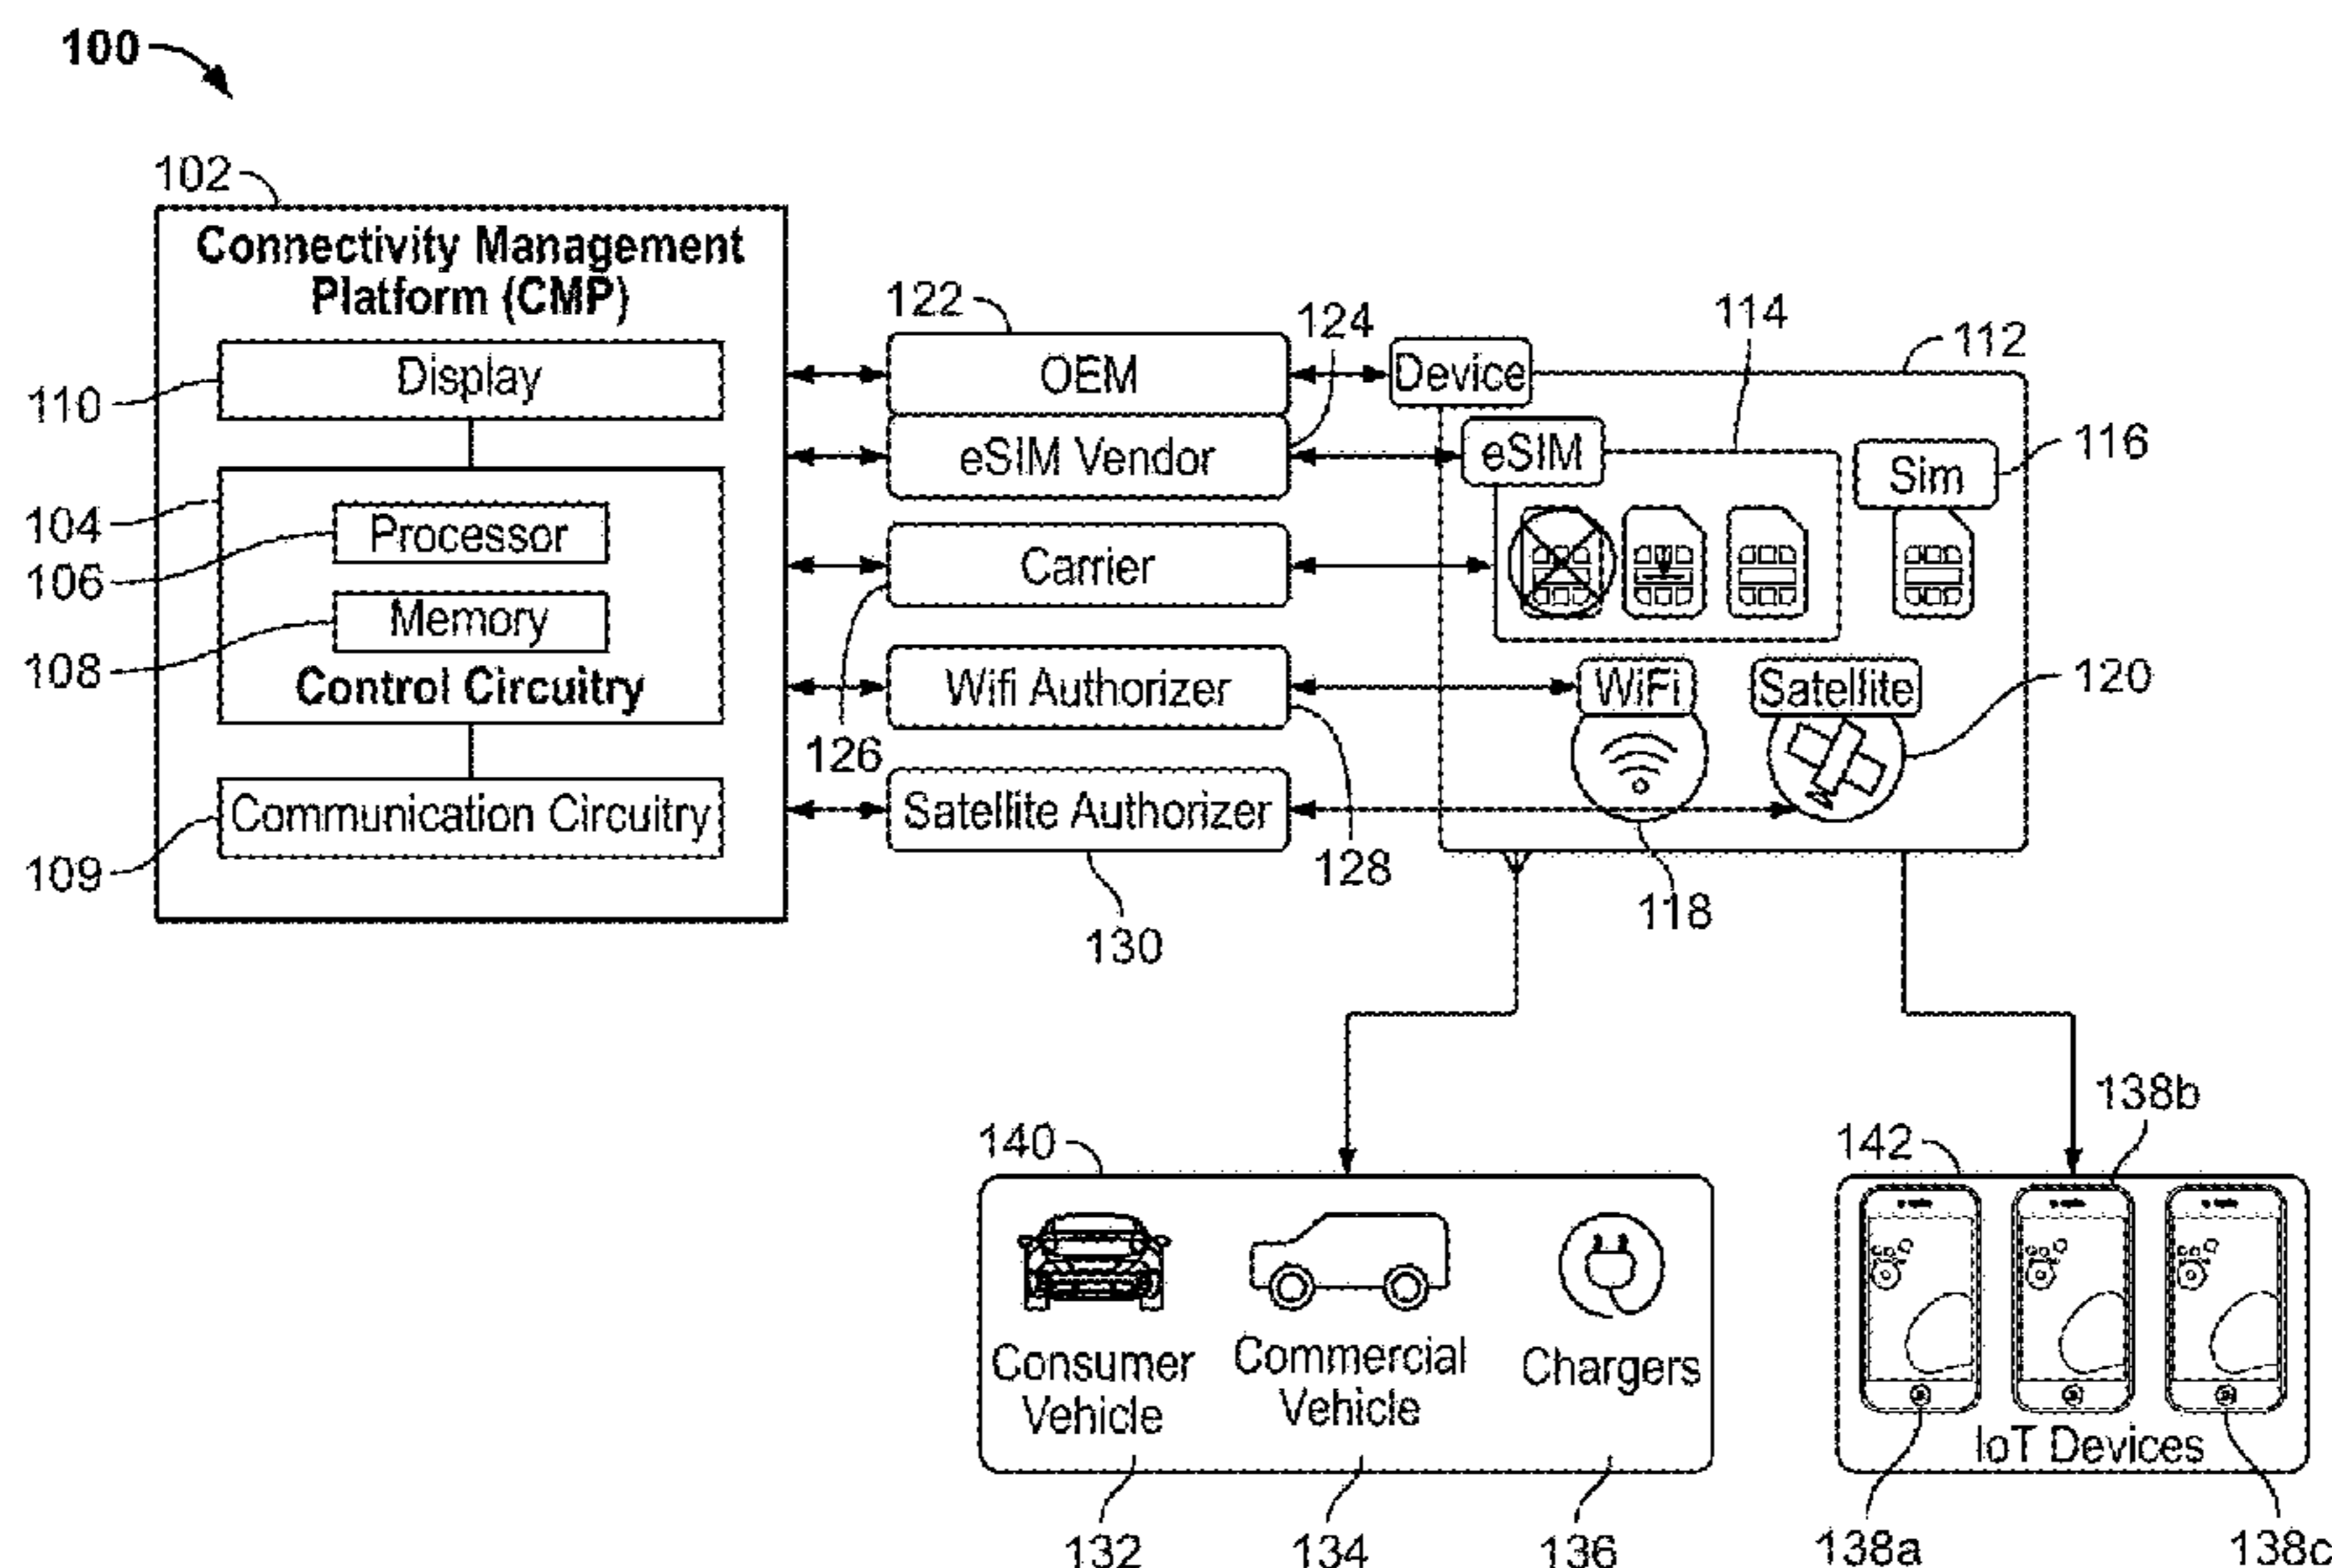 100
102
Connectivity Management
Platform (CMP)
110
Display
104
Processor
106
Memory
108
Control Circuitry
Communication Circuitry
109
122
OEM
124
eSIM Vendor
Carrier
126
Wifi Authorizer
128
Satellite Authorizer
130
Device
112
114
eSIM
Sim
116
WiFi
118
Satellite
120
140
Consumer
Vehicle
Commercial
Vehicle
Chargers
132
134
136
142
138b
IoT Devices
138a
138c